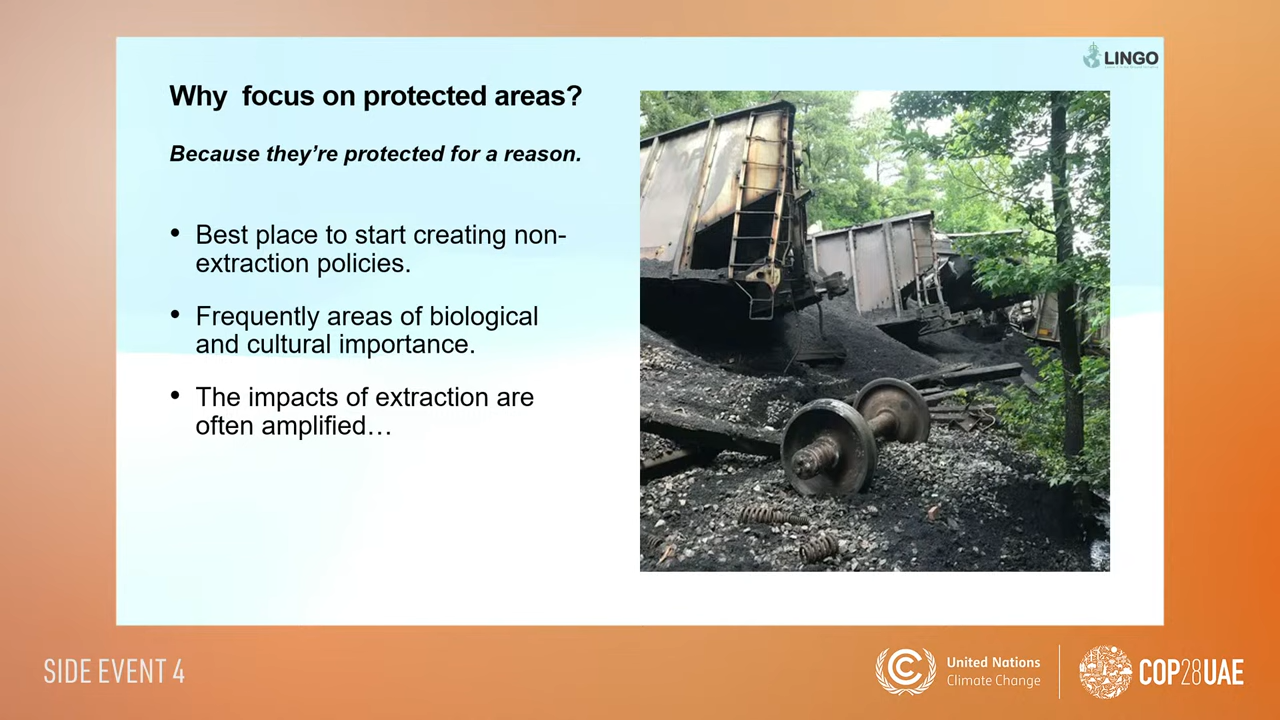 LINGO
Why focus on protected areas?
Because they're protected for a reason.
• Best place to start creating non-
extraction policies.
• Frequently areas of biological
and cultural importance.
• The impacts of extraction are
often amplified…
SIDE EVENT 4
United Nations
Climate Change
COP28UAE